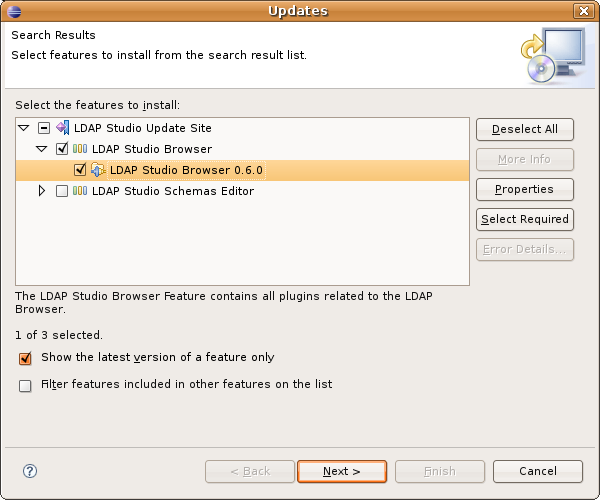 Updates
Search Results
Select features to install from the search result list.
Select the features to install:
LDAP Studio Update Site
LDAP Studio Browser
LDAP Studio Browser 0.6.0
LDAP Studio Schemas Editor
Deselect All
More Info
Properties
Select Required
Error Details...
The LDAP Studio Browser Feature contains all plugins related to the LDAP
Browser.
1 of 3 selected.
Show the latest version of a feature only
Filter features included in other features on the list
?
< Back
Next >
Finish
Cancel